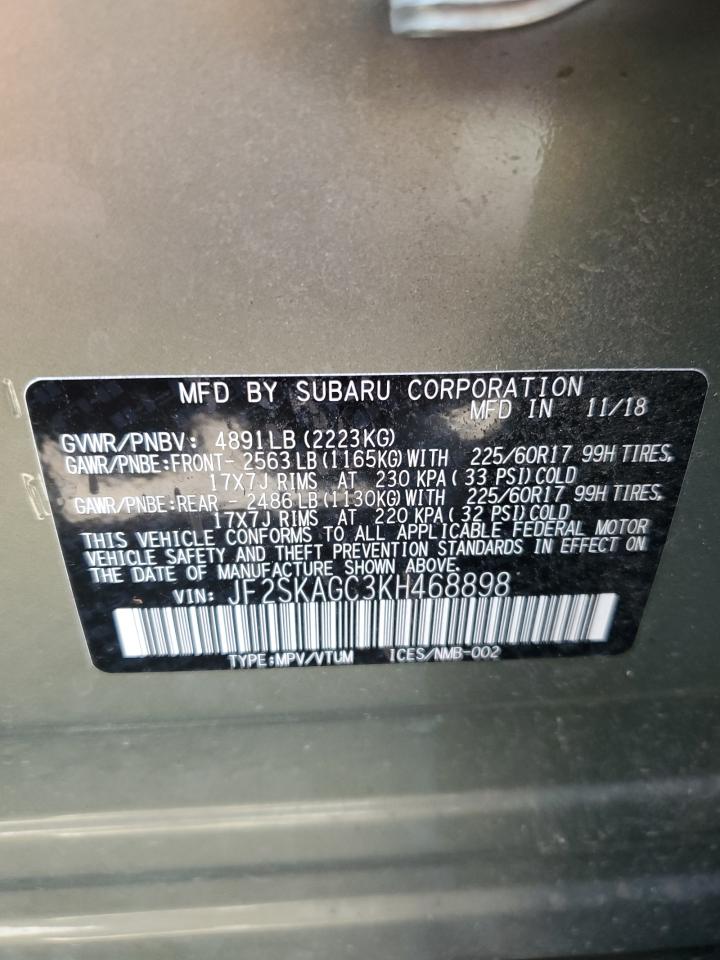 MFD BY SUBARU CORPORATION
MFD IN 11/18
GVWR/PNBV: 4891LB(2223KG)
GAWR/PNBE:FRONT- 2563LB(1165KG)WITH 225/60R17 99H TIRES,
17X7J RIMS AT 230 KPA( 33 PSI)COLD
GAWR/PNBE:REAR - 2486LB(1130KG)WITH 225/60R17 99H TIRES,
17X7J RIMS AT 220 KPA( 32 PSI)COLD
THIS VEHICLE CONFORMS TO ALL APPLICABLE FEDERAL MOTOR
VEHICLE SAFETY AND THEFT PREVENTION STANDARDS IN EFFECT ON
THE DATE OF MANUFACTURE SHOWN ABOVE.
VIN: JF2SKAGC3KH468898
TYPE:MPV/VTUM ICES/NMB-002